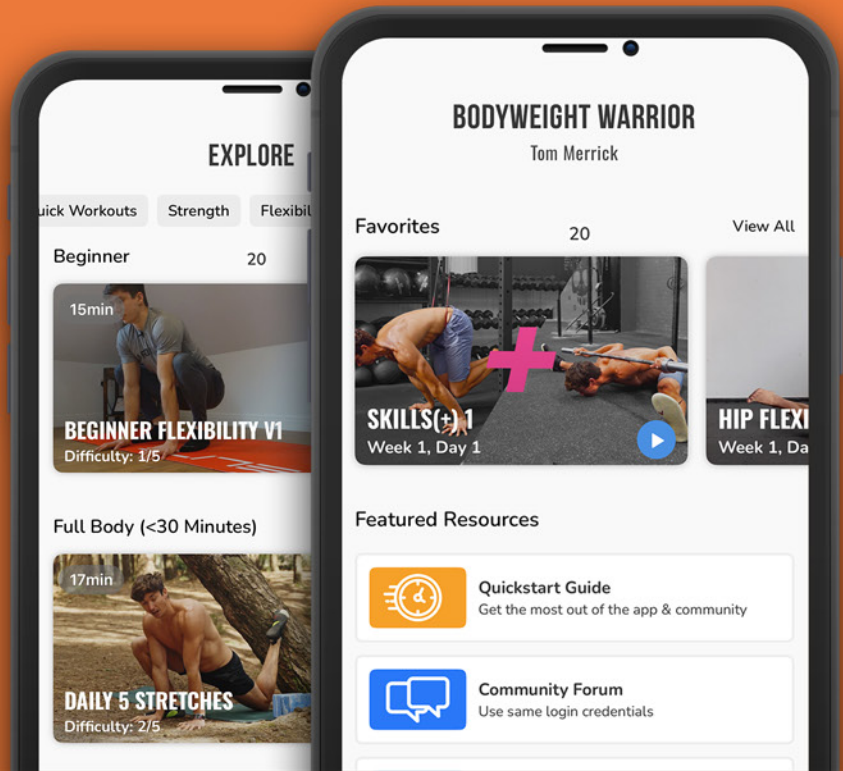 EXPLORE
uick Workouts Strength Flexibil
Beginner 20
15min
BEGINNER FLEXIBILITY V1
Difficulty: 1/5
Full Body (<30 Minutes)
17min
DAILY 5 STRETCHES
Difficulty: 2/5
BODYWEIGHT WARRIOR
Tom Merrick
Favorites 20 View All
SKILLS(+) 1
Week 1, Day 1
HIP FLEXI
Week 1, Da
Featured Resources
Quickstart Guide
Get the most out of the app & community
Community Forum
Use same login credentials